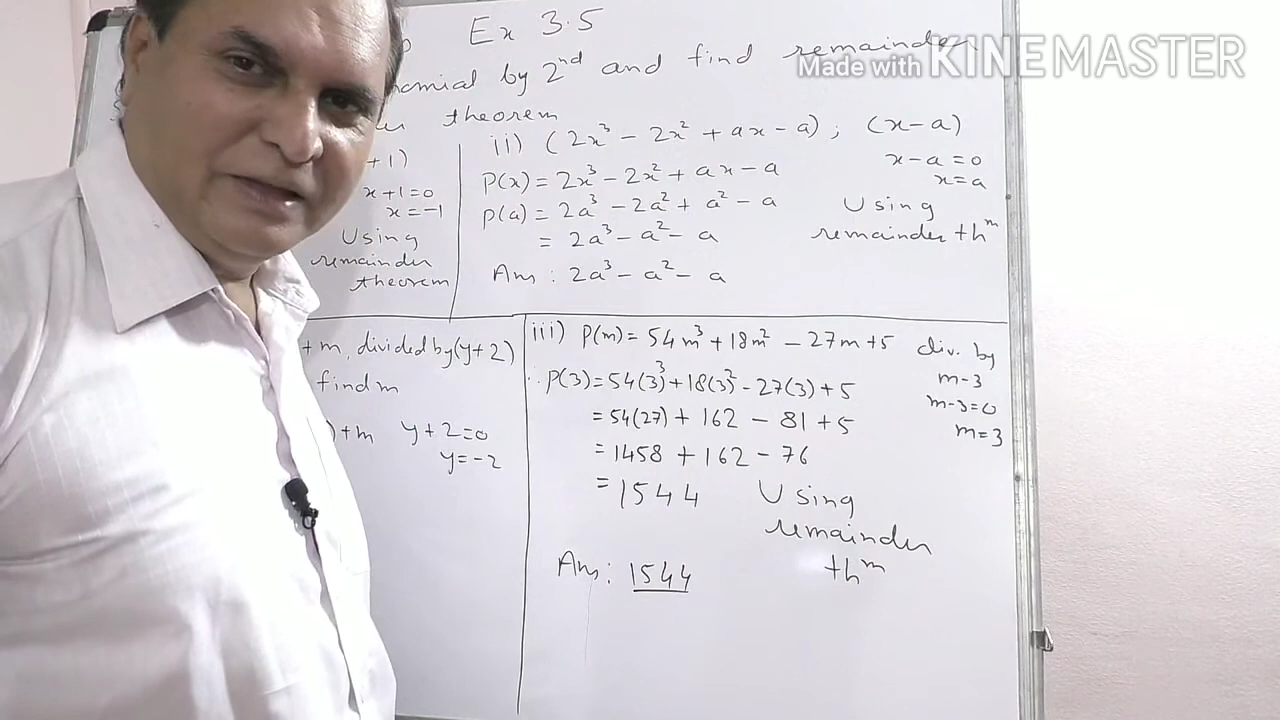 Ex 3.5
Made with KINEMASTER
by 2nd and find remainder
theorem
+1)
x+1=0
x=-1
Using
remainder
theorem
ii) (2x³ - 2x² + ax - a) ; (x-a)
x-a=0
x=a
P(x) = 2x³ - 2x² + ax - a
P(a) = 2a³ - 2a² + a² - a
= 2a³ - a² - a
Using
remainder thm
Ans : 2a³ - a² - a
+m, divided by (y+2)
find m
)+m y+2=0
y=-2
iii) P(m) = 54m³ + 18m² - 27m + 5 div. by
m-3
m-3=0
m=3
∴ P(3) = 54(3)³ + 18(3)² - 27(3) + 5
= 54(27) + 162 - 81 + 5
= 1458 + 162 - 76
= 1544
Using
remainder
thm
Ans : 1544